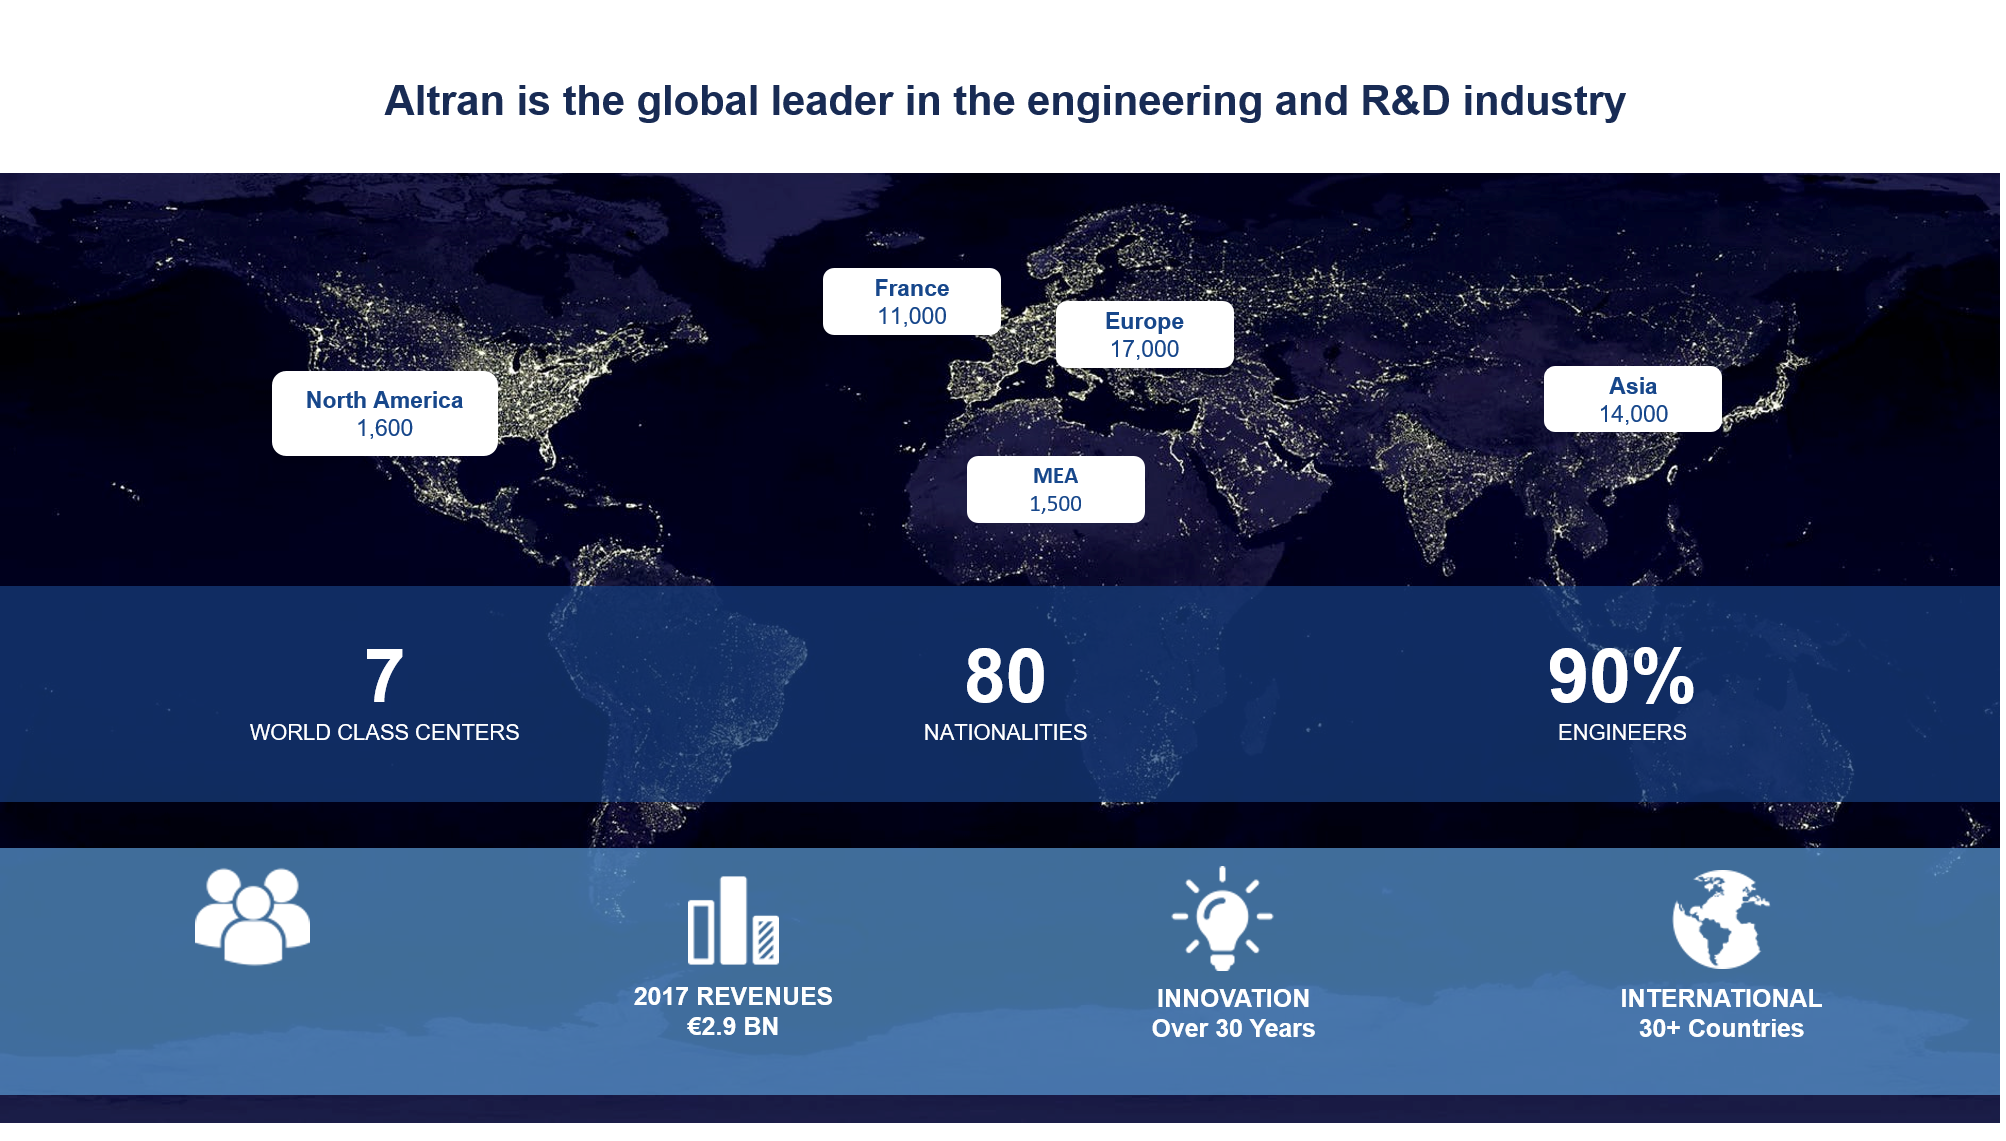 Altran is the global leader in the engineering and R&D industry
France
11,000
Europe
17,000
North America
1,600
Asia
14,000
MEA
1,500
7
WORLD CLASS CENTERS
80
NATIONALITIES
90%
ENGINEERS
2017 REVENUES
€2.9 BN
INNOVATION
Over 30 Years
INTERNATIONAL
30+ Countries